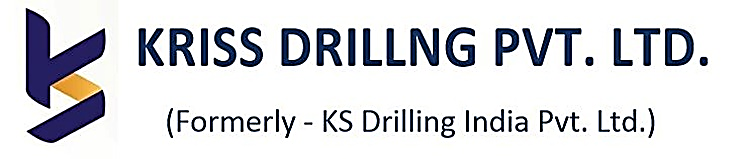 KRISS DRILLNG PVT. LTD.
(Formerly - KS Drilling India Pvt. Ltd.)